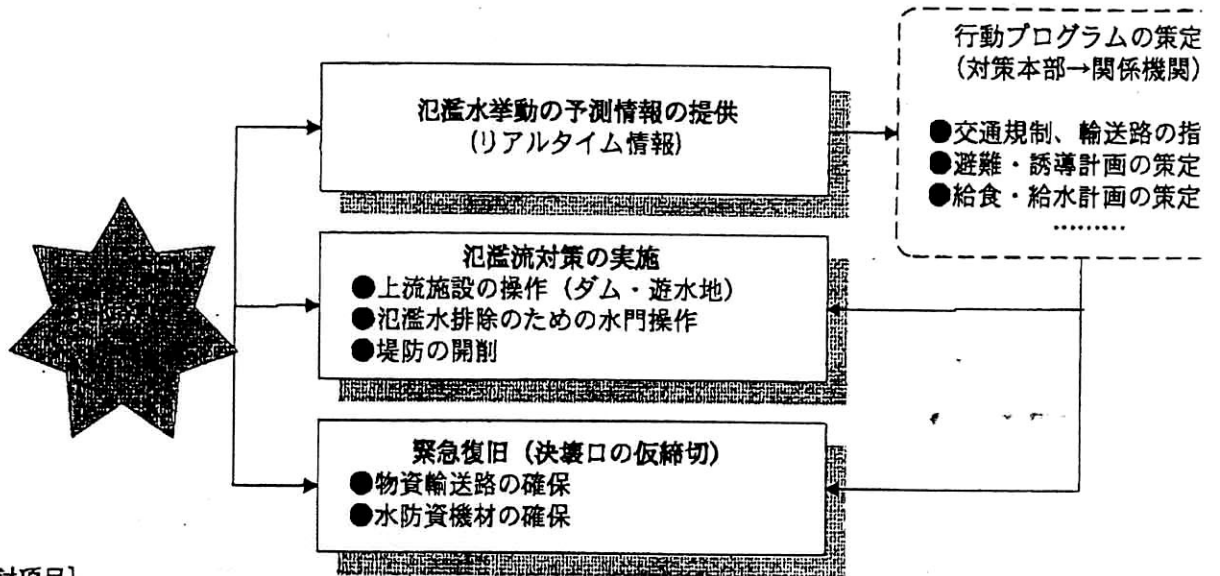 氾濫水挙動の予測情報の提供
(リアルタイム情報)
行動プログラムの策定
(対策本部→関係機関)
●交通規制、輸送路の指
●避難・誘導計画の策定
●給食・給水計画の策定
………
氾濫流対策の実施
●上流施設の操作(ダム・遊水地)
●氾濫水排除のための水門操作
●堤防の開削
緊急復旧(決壊口の仮締切)
●物資輸送路の確保
●水防資機材の確保